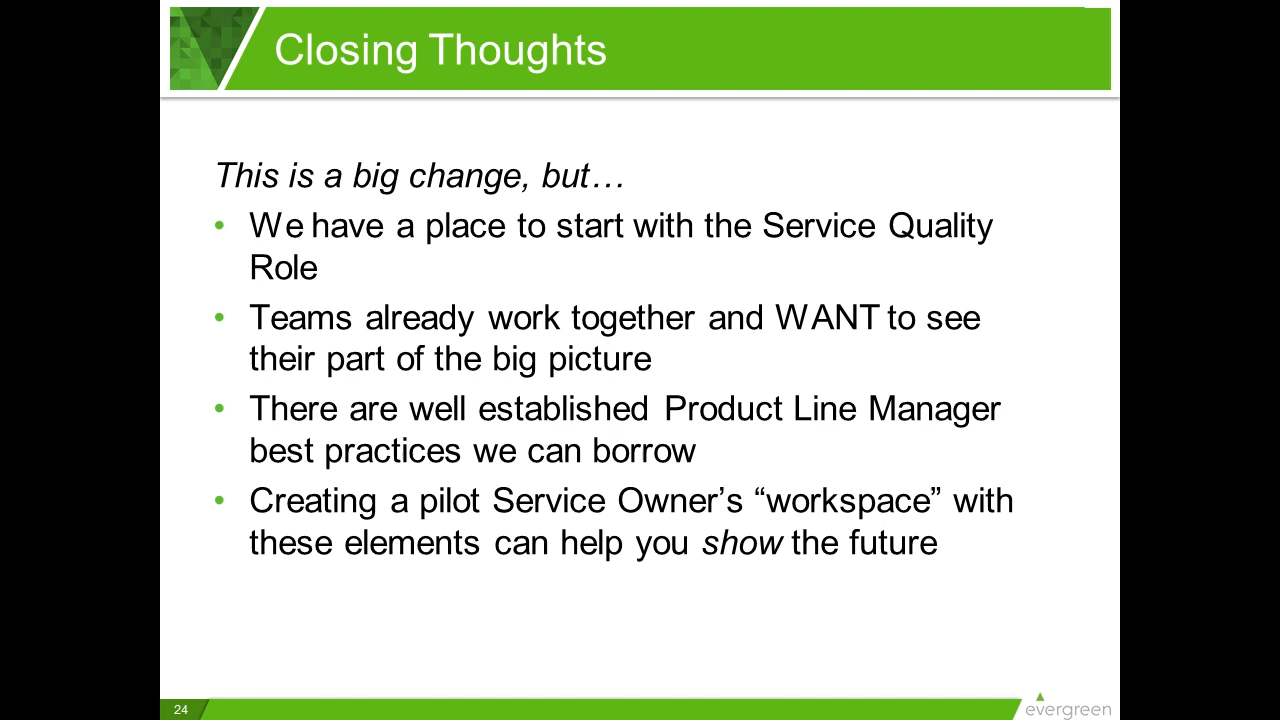 Closing Thoughts
This is a big change, but…
• We have a place to start with the Service Quality
Role
• Teams already work together and WANT to see
their part of the big picture
• There are well established Product Line Manager
best practices we can borrow
• Creating a pilot Service Owner’s “workspace” with
these elements can help you show the future
24
evergreen